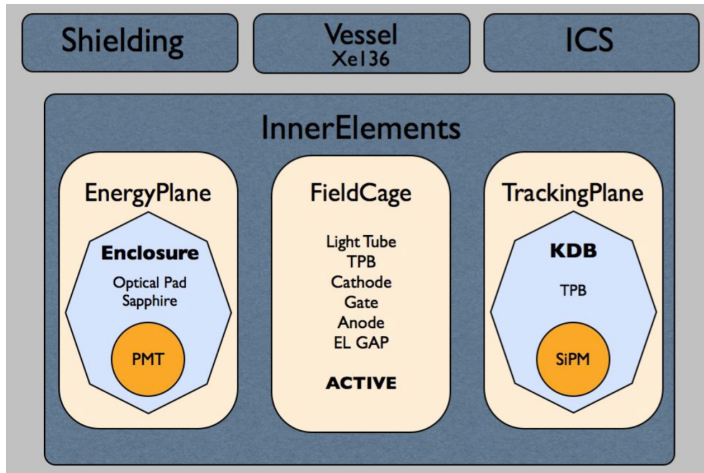 Shielding
Vessel
Xe136
ICS
InnerElements
EnergyPlane
Enclosure
Optical Pad
Sapphire
PMT
FieldCage
Light Tube
TPB
Cathode
Gate
Anode
EL GAP
ACTIVE
TrackingPlane
KDB
TPB
SiPM